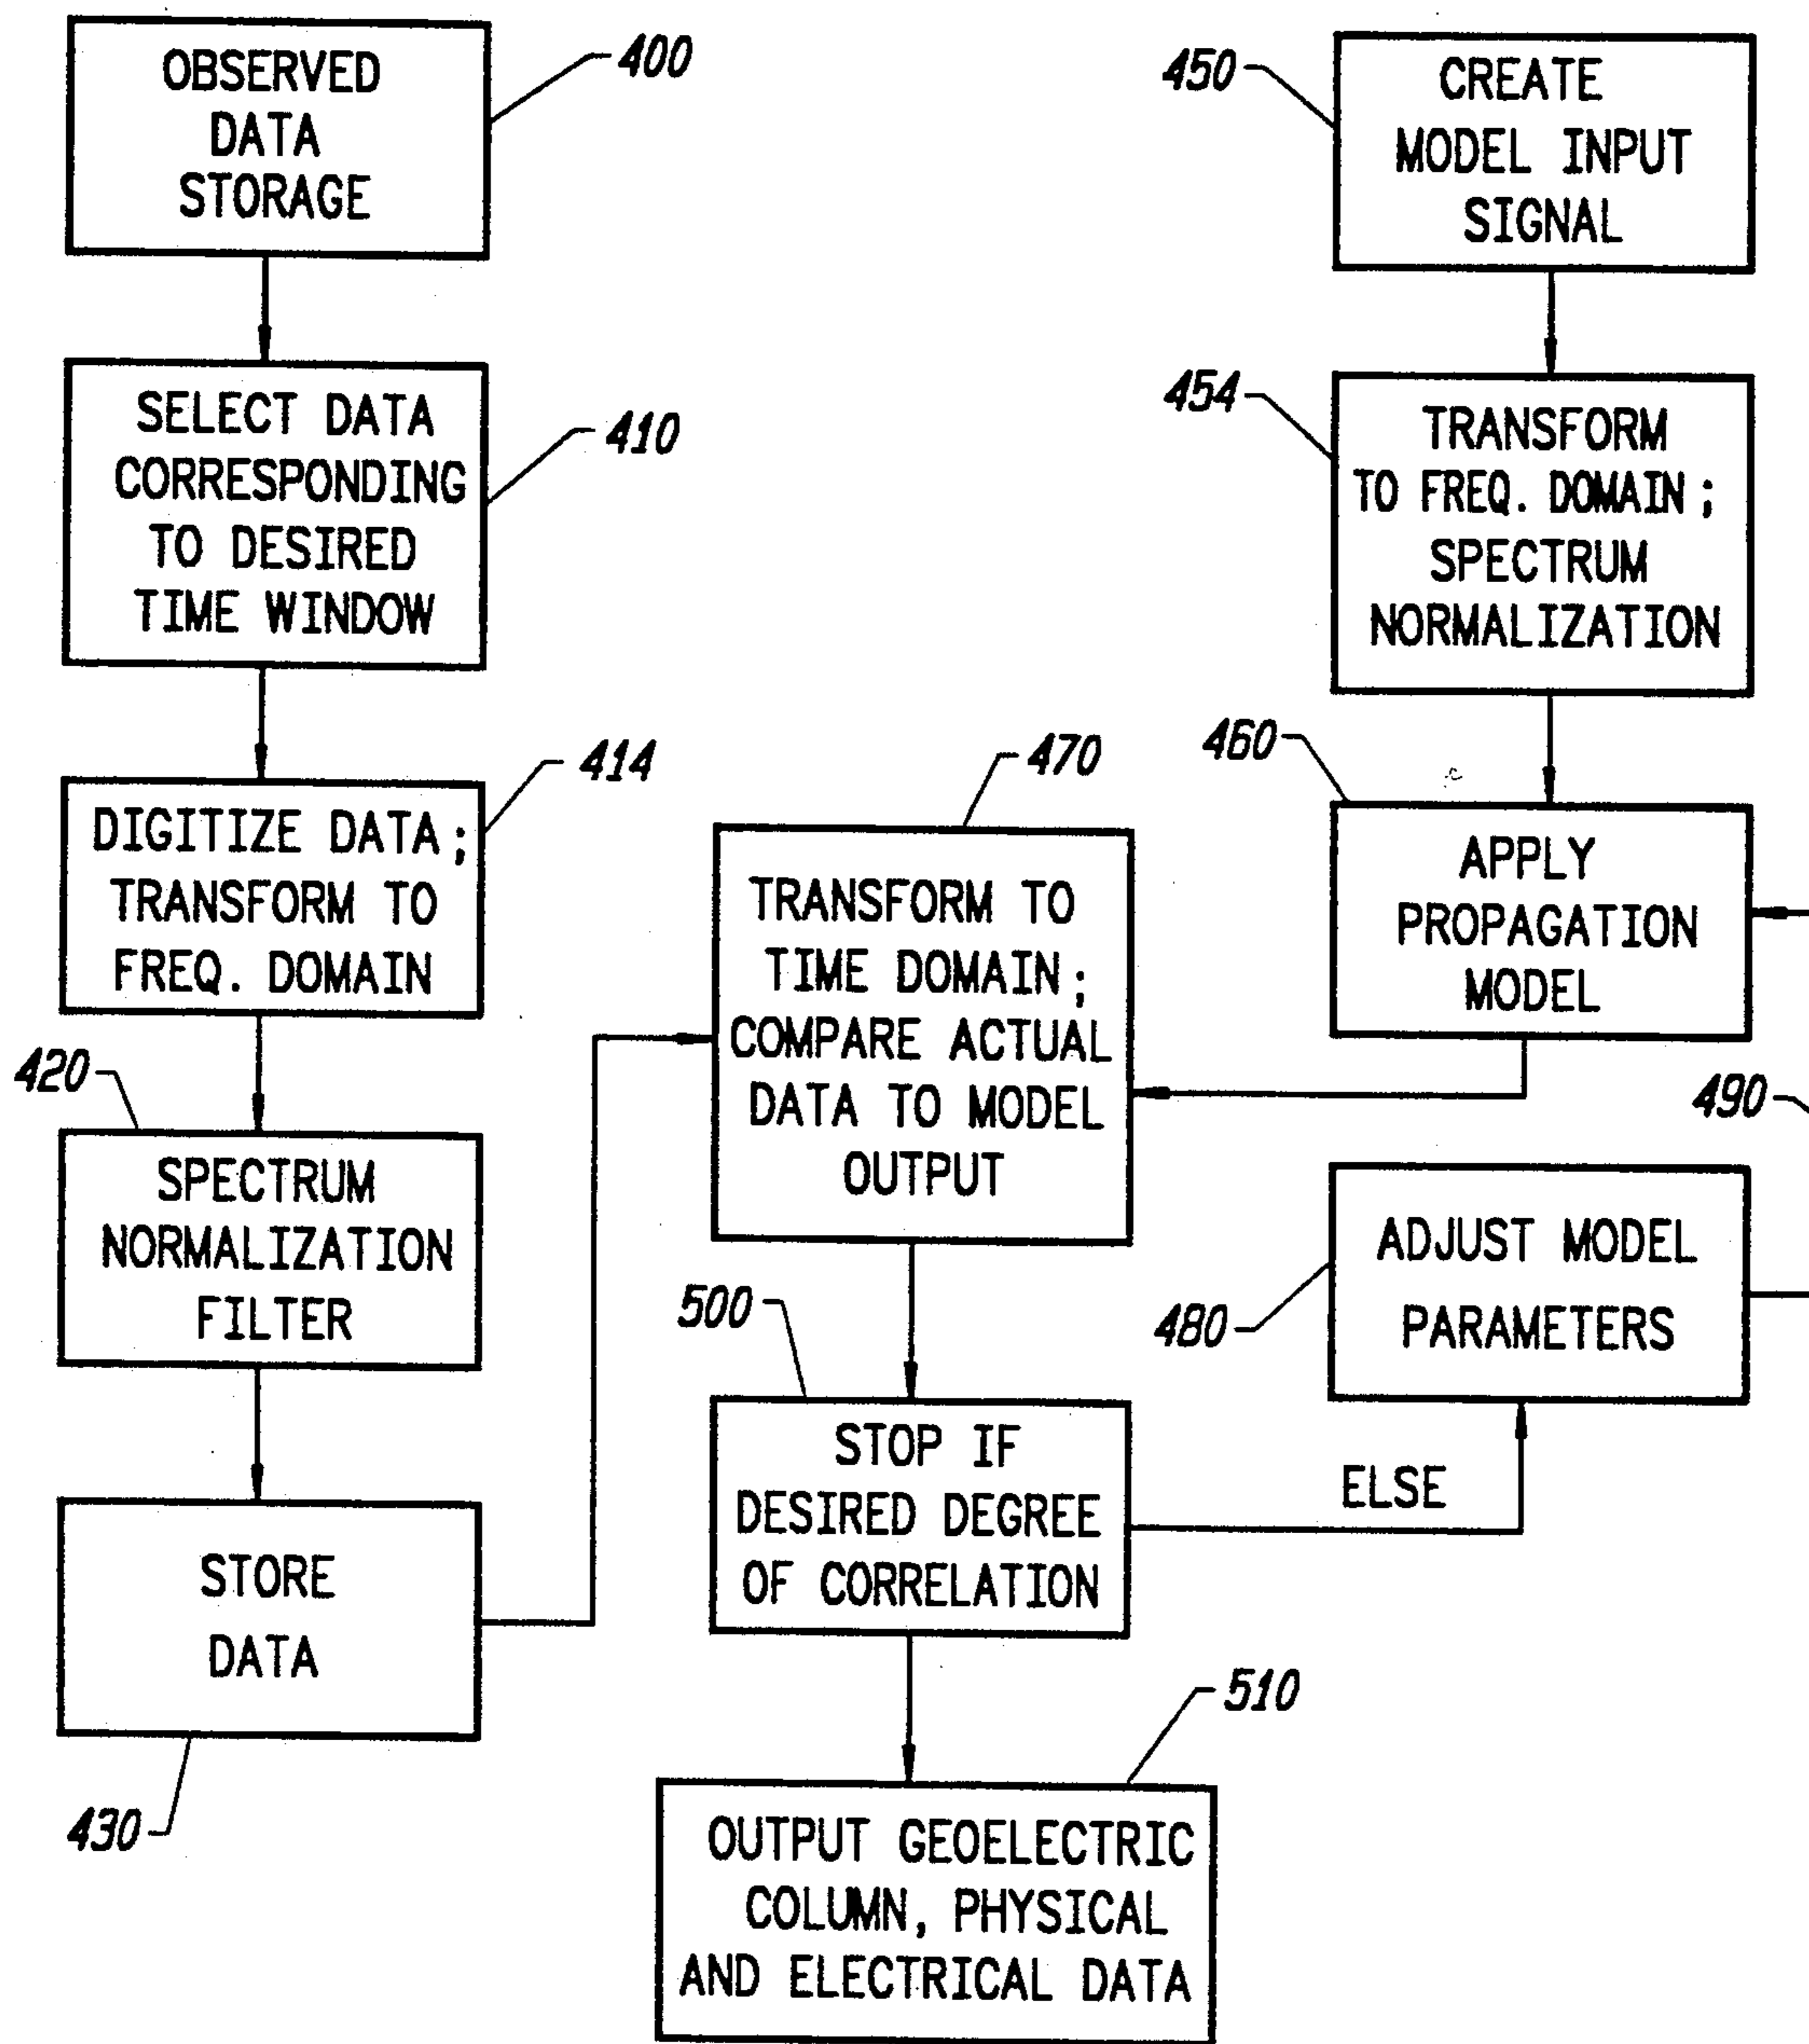 OBSERVED
DATA
STORAGE
400
SELECT DATA
CORRESPONDING
TO DESIRED
TIME WINDOW
410
DIGITIZE DATA;
TRANSFORM TO
FREQ. DOMAIN
414
420
SPECTRUM
NORMALIZATION
FILTER
STORE
DATA
430
450
CREATE
MODEL INPUT
SIGNAL
454
TRANSFORM
TO FREQ. DOMAIN;
SPECTRUM
NORMALIZATION
460
APPLY
PROPAGATION
MODEL
470
TRANSFORM TO
TIME DOMAIN;
COMPARE ACTUAL
DATA TO MODEL
OUTPUT
490
480
ADJUST MODEL
PARAMETERS
500
STOP IF
DESIRED DEGREE
OF CORRELATION
ELSE
510
OUTPUT GEOELECTRIC
COLUMN, PHYSICAL
AND ELECTRICAL DATA